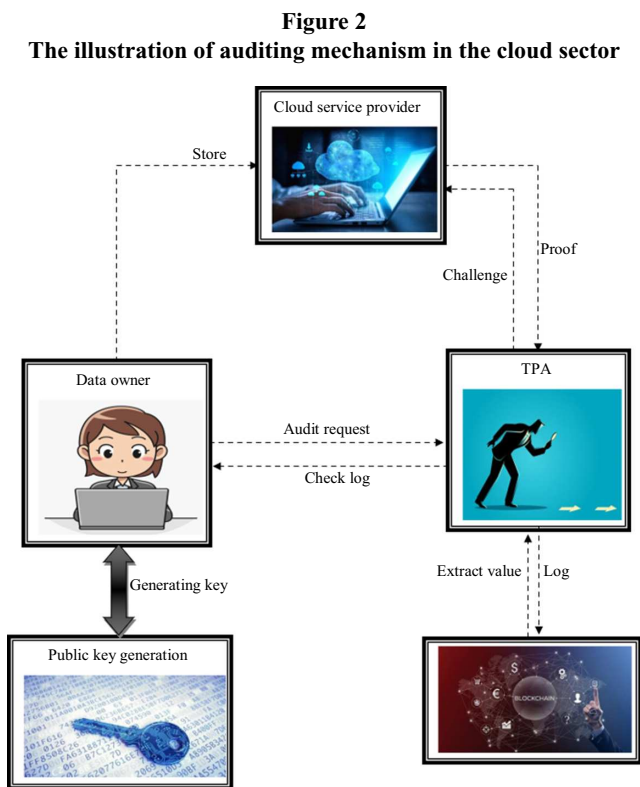 Figure 2
The illustration of auditing mechanism in the cloud sector
Cloud service provider
Store
Proof
Challenge
Data owner
TPA
Audit request
Check log
Generating key
Extract value
Log
Public key generation
BLOCKCHAIN